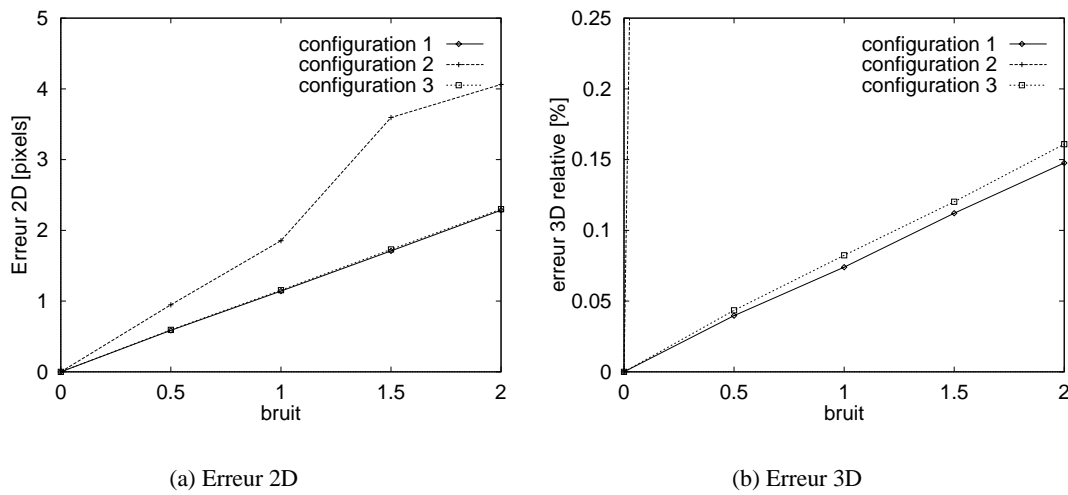 5
4
3
2
1
0
0
0.5
1
1.5
2
Erreur 2D [pixels]
bruit
configuration 1
configuration 2
configuration 3
(a) Erreur 2D
0.25
0.2
0.15
0.1
0.05
0
0
0.5
1
1.5
2
erreur 3D relative [%]
bruit
configuration 1
configuration 2
configuration 3
(b) Erreur 3D